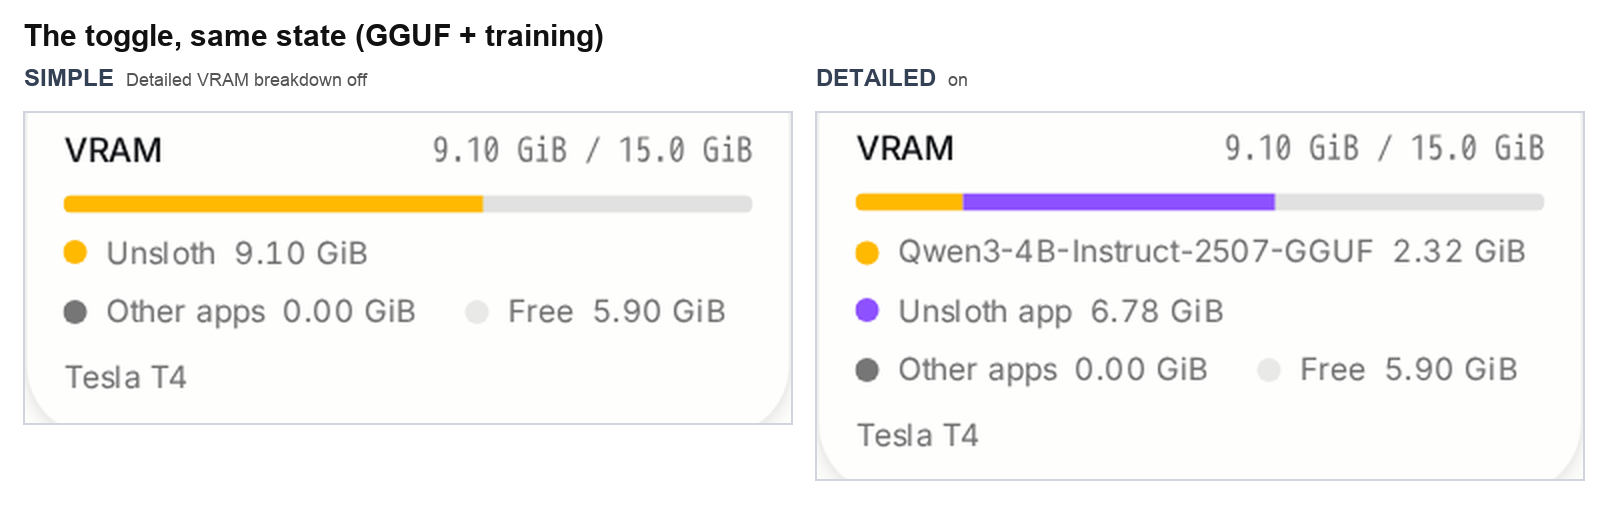 The toggle, same state (GGUF + training)
SIMPLE Detailed VRAM breakdown off
VRAM 9.10 GiB / 15.0 GiB
Unsloth 9.10 GiB
Other apps 0.00 GiB Free 5.90 GiB
Tesla T4
DETAILED on
VRAM 9.10 GiB / 15.0 GiB
Qwen3-4B-Instruct-2507-GGUF 2.32 GiB
Unsloth app 6.78 GiB
Other apps 0.00 GiB Free 5.90 GiB
Tesla T4